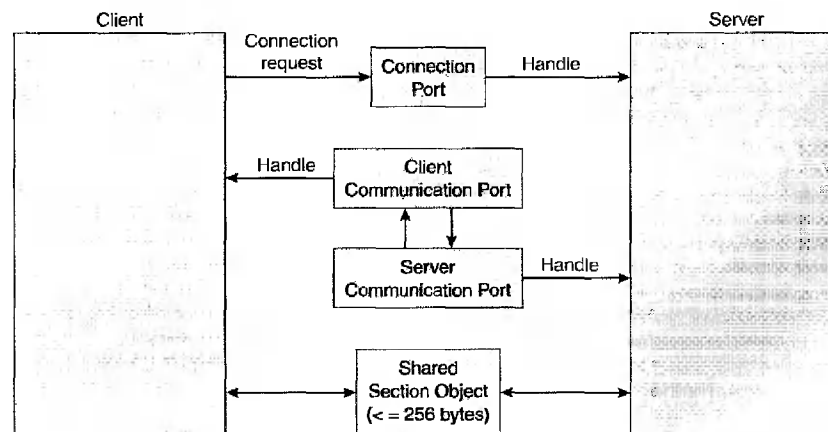 Client
Server
Connection
request
Connection
Port
Handle
Handle
Client
Communication Port
Server
Communication Port
Handle
Shared
Section Object
(< = 256 bytes)